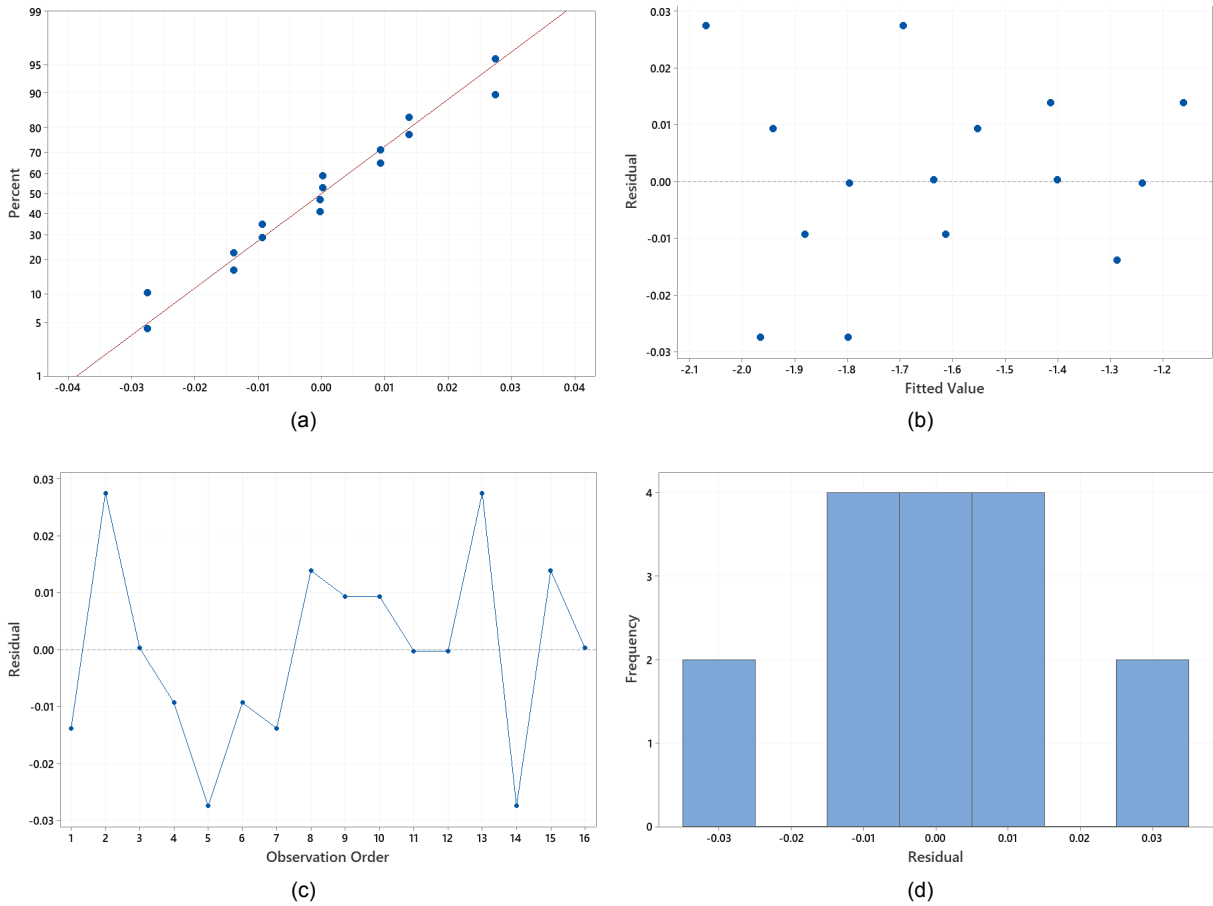 99
95
90
80
70
60
50
40
30
20
10
5
1
Percent
-0.04 -0.03 -0.02 -0.01 0.00 0.01 0.02 0.03 0.04
(a)
0.03
0.02
0.01
0.00
-0.01
-0.02
-0.03
Residual
-2.1 -2.0 -1.9 -1.8 -1.7 -1.6 -1.5 -1.4 -1.3 -1.2
Fitted Value
(b)
0.03
0.02
0.01
0.00
-0.01
-0.02
-0.03
Residual
1 2 3 4 5 6 7 8 9 10 11 12 13 14 15 16
Observation Order
(c)
4
3
2
1
0
Frequency
-0.03 -0.02 -0.01 0.00 0.01 0.02 0.03
Residual
(d)